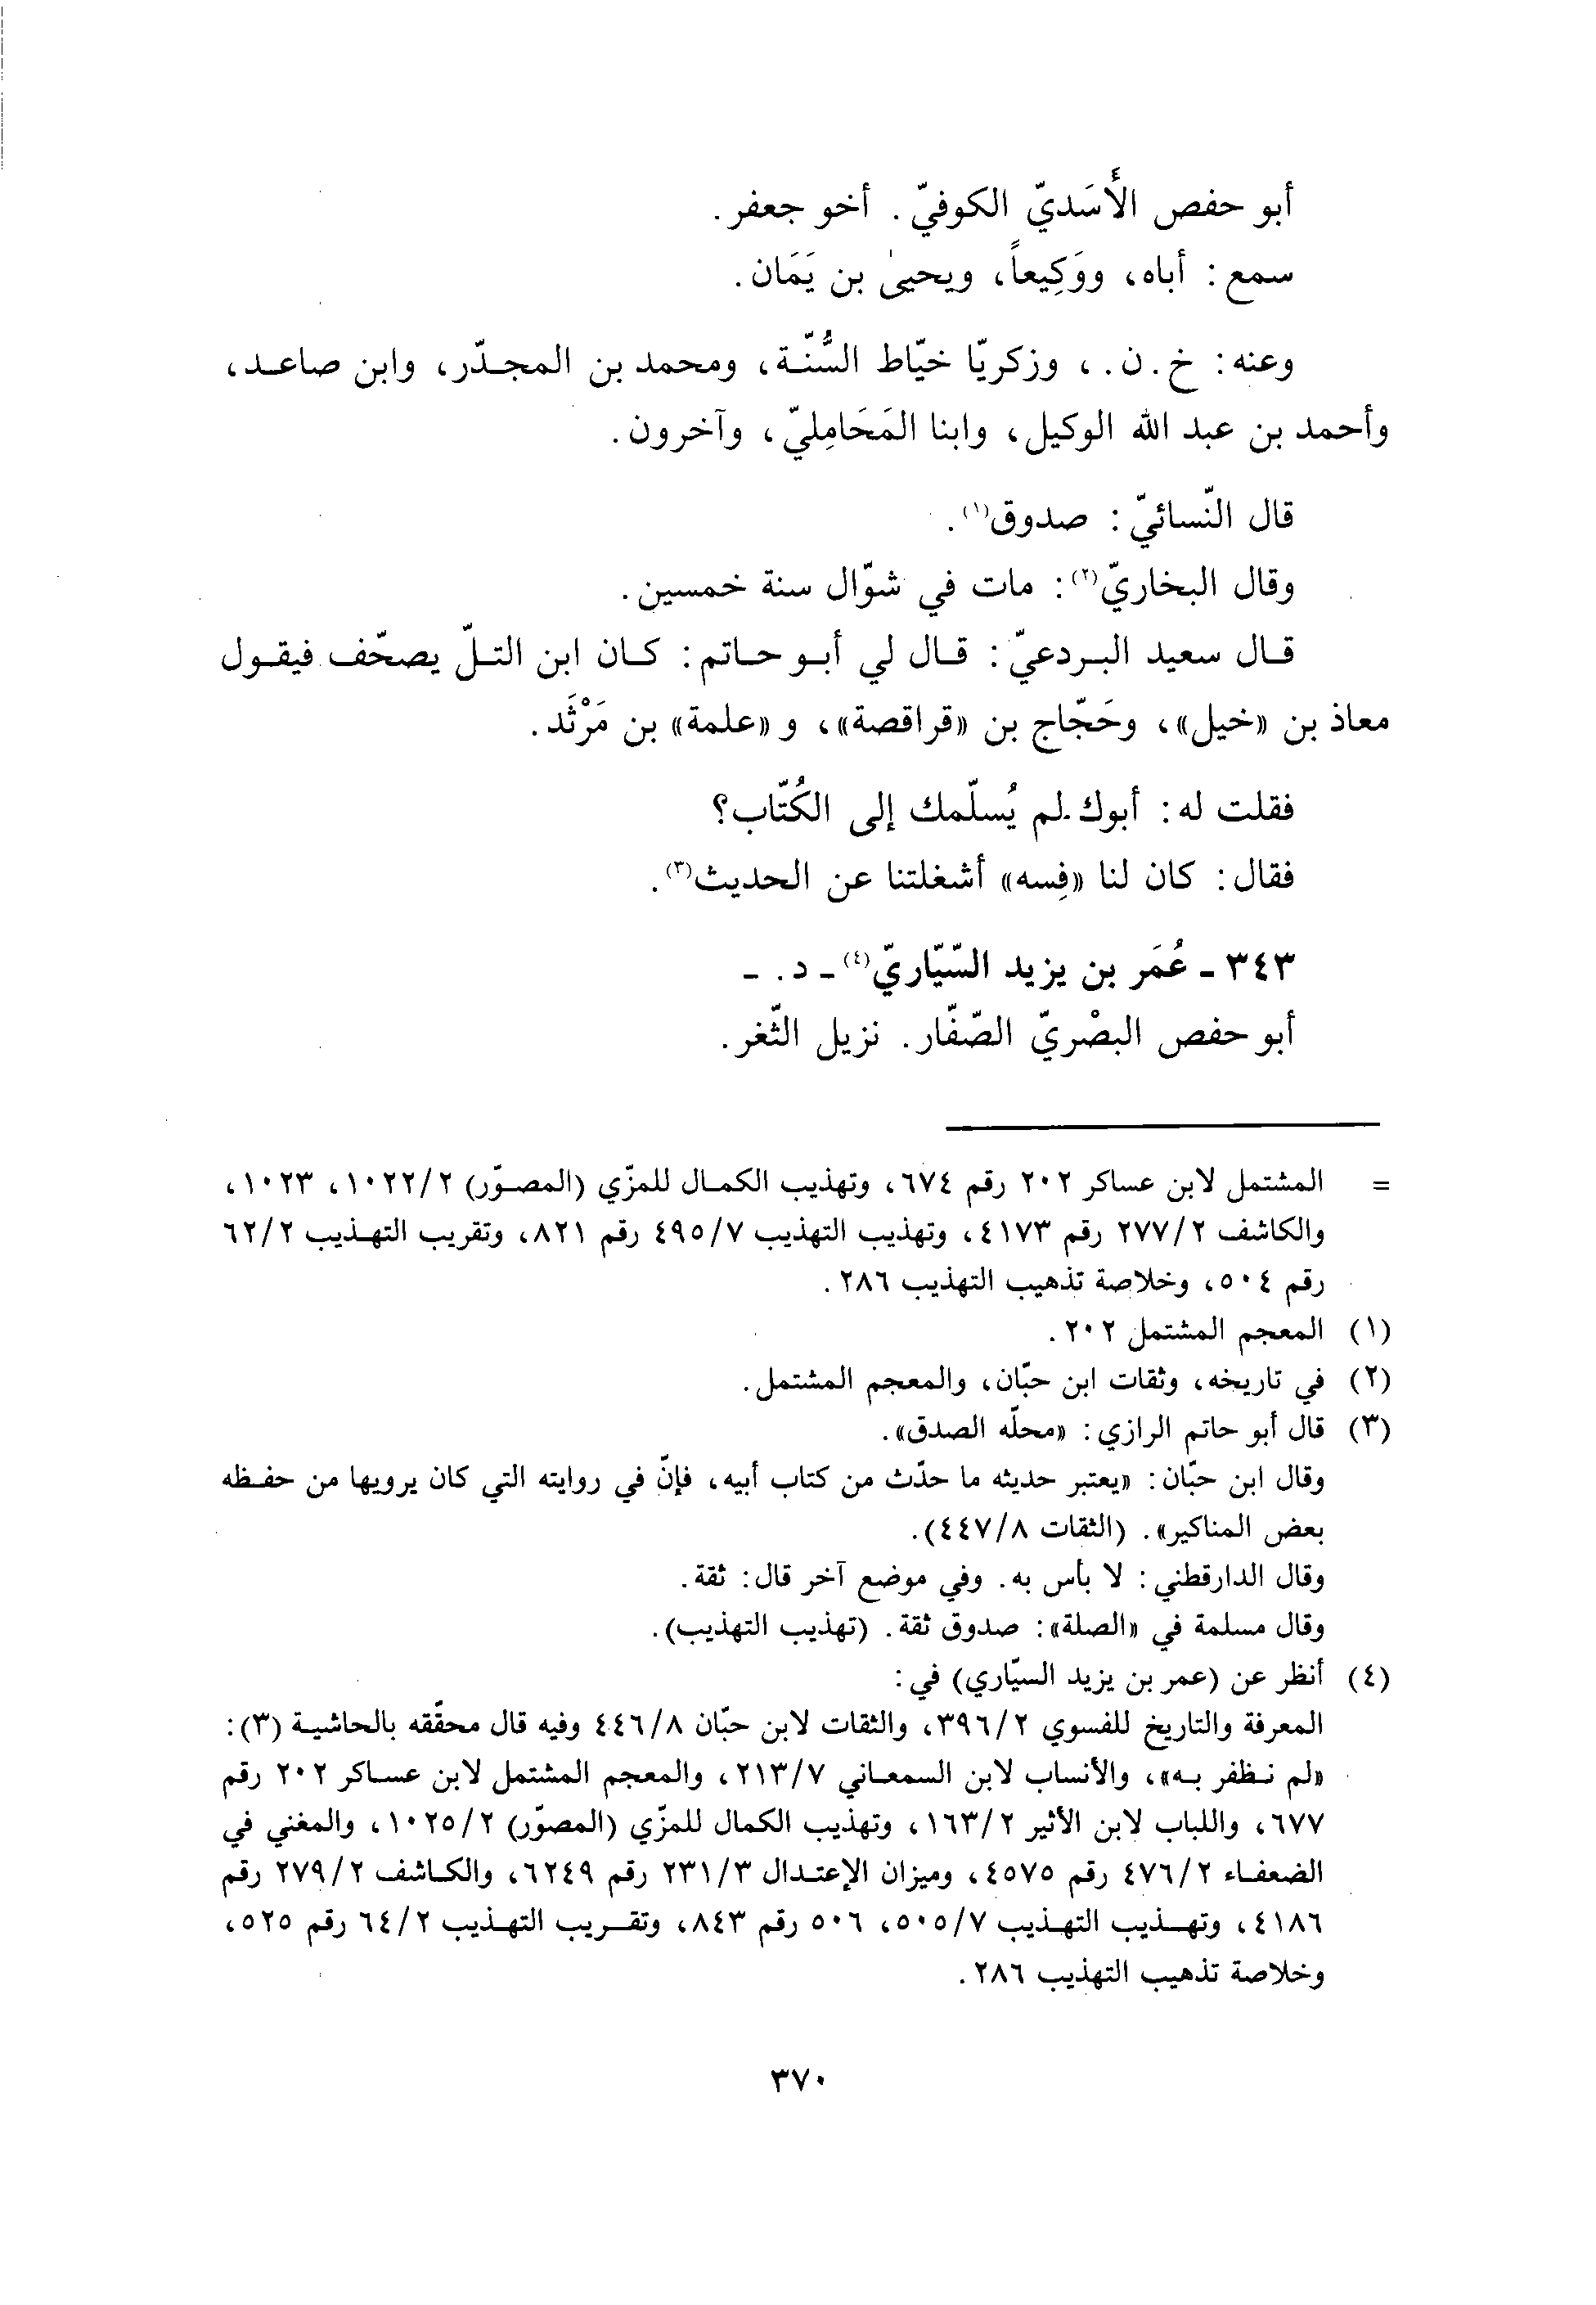 أبو حفص الأَسَديّ الكوفيّ. أخو جعفر.
سمع: أباه، ووَكِيعاً، ويحيىٰ بن يَمَان.
وعنه: خ. ن.، وزكريّا خيّاط السُّنّة، ومحمد بن المجدّر، وابن صاعد،
وأحمد بن عبد الله الوكيل، وابنا المَحَامِليّ، وآخرون.
قال النّسائيّ: صدوق(١).
وقال البخاريّ(٢): مات في شوّال سنة خمسين.
قال سعيد البردعيّ: قال لي أبو حاتم: كان ابن التلّ يصحّف فيقول
معاذ بن «خيل»، وحَجّاج بن «قراقصة»، و«علمة» بن مَرْثَد.
فقلت له: أبوك لم يُسلّمك إلى الكُتّاب؟
فقال: كان لنا «فِسه» أشغلتنا عن الحديث(٣).
٣٤٣ - عُمَر بن يزيد السّيّاريّ(٤) - د. -
أبو حفص البصْريّ الصّفّار. نزيل الثّغر.
= المشتمل لابن عساكر ٢٠٢ رقم ٦٧٤، وتهذيب الكمال للمزّي (المصوّر) ١٠٢٢/٢، ١٠٢٣،
والكاشف ٢٧٧/٢ رقم ٤١٧٣، وتهذيب التهذيب ٤٩٥/٧ رقم ٨٢١، وتقريب التهذيب ٦٢/٢
رقم ٥٠٤، وخلاصة تذهيب التهذيب ٢٨٦.
(١) المعجم المشتمل ٢٠٢.
(٢) في تاريخه، وثقات ابن حبّان، والمعجم المشتمل.
(٣) قال أبو حاتم الرازي: «محلّه الصدق».
وقال ابن حبّان: «يعتبر حديثه ما حدّث من كتاب أبيه، فإنّ في روايته التي كان يرويها من حفظه
بعض المناكير». (الثقات ٤٤٧/٨).
وقال الدارقطني: لا بأس به. وفي موضع آخر قال: ثقة.
وقال مسلمة في «الصلة»: صدوق ثقة. (تهذيب التهذيب).
(٤) أنظر عن (عمر بن يزيد السيّاري) في:
المعرفة والتاريخ للفسوي ٣٩٦/٢، والثقات لابن حبّان ٤٤٦/٨ وفيه قال محقّقه بالحاشية (٣):
«لم نظفر به»، والأنساب لابن السمعاني ٢١٣/٧، والمعجم المشتمل لابن عساكر ٢٠٢ رقم
٦٧٧، واللباب لابن الأثير ١٦٣/٢، وتهذيب الكمال للمزّي (المصوّر) ١٠٢٥/٢، والمغني في
الضعفاء ٤٧٦/٢ رقم ٤٥٧٥، وميزان الإعتدال ٢٣١/٣ رقم ٦٢٤٩، والكاشف ٢٧٩/٢ رقم
٤١٨٦، وتهذيب التهذيب ٥٠٥/٧، ٥٠٦ رقم ٨٤٣، وتقريب التهذيب ٦٤/٢ رقم ٥٢٥،
وخلاصة تذهيب التهذيب ٢٨٦.
٣٧٠